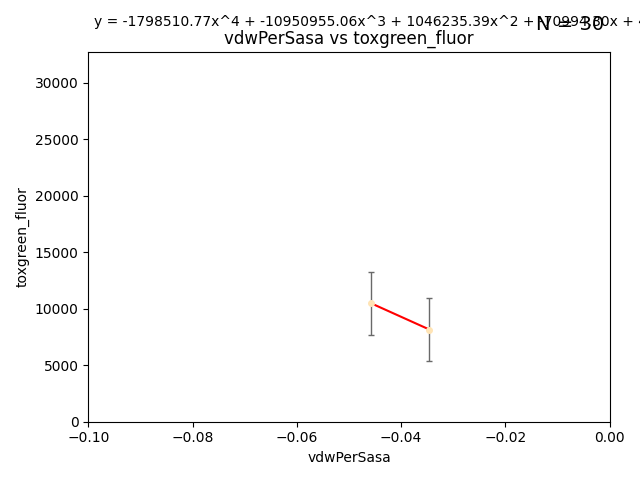 y = -1798510.77x^4 + -10950955.06x^3 + 1046235.39x^2 +
N = 30
vdwPerSasa vs toxgreen_fluor
toxgreen_fluor
30000
25000
20000
15000
10000
5000
0
−0.10 −0.08 −0.06 −0.04 −0.02 0.00
vdwPerSasa